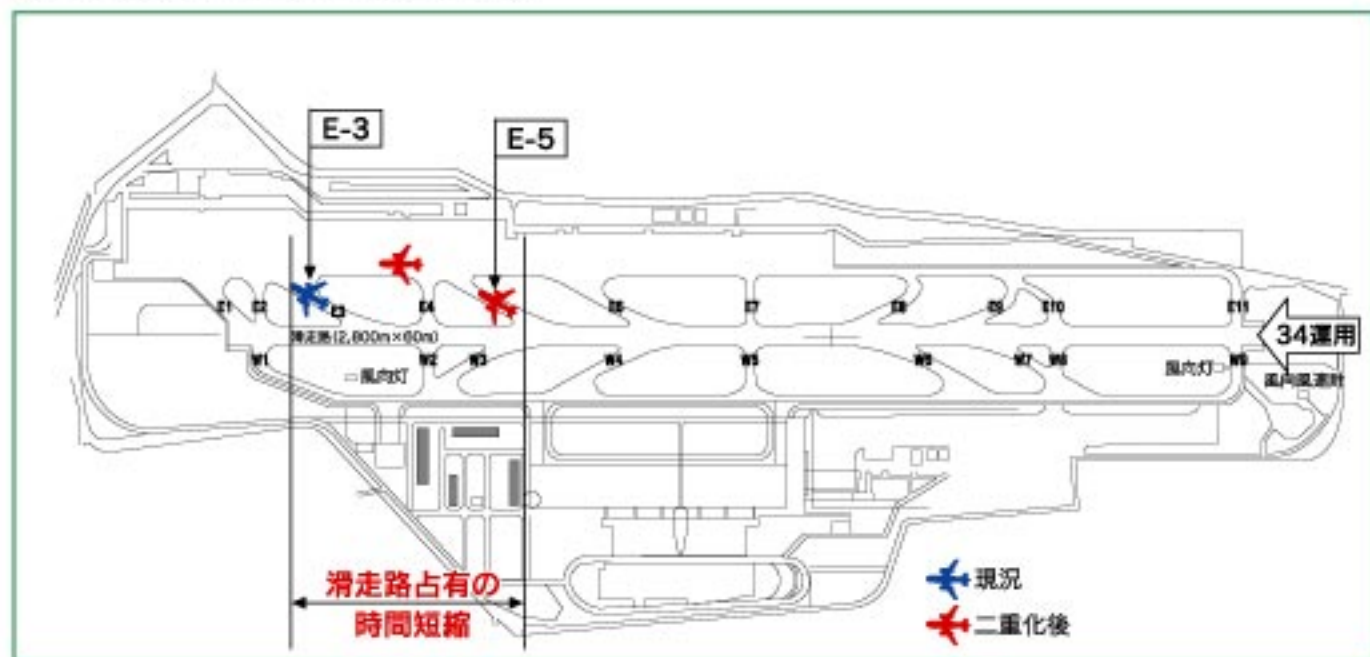 E-3
E-5
E1
E2
E3
E4
E6
E7
E8
E9
E10
E11
34運用
滑走路(2,800m×60m)
W1
W2
W3
W4
W5
W6
W7
W8
W9
風向灯
風向灯
風向風速計
滑走路占有の
時間短縮
現況
二重化後